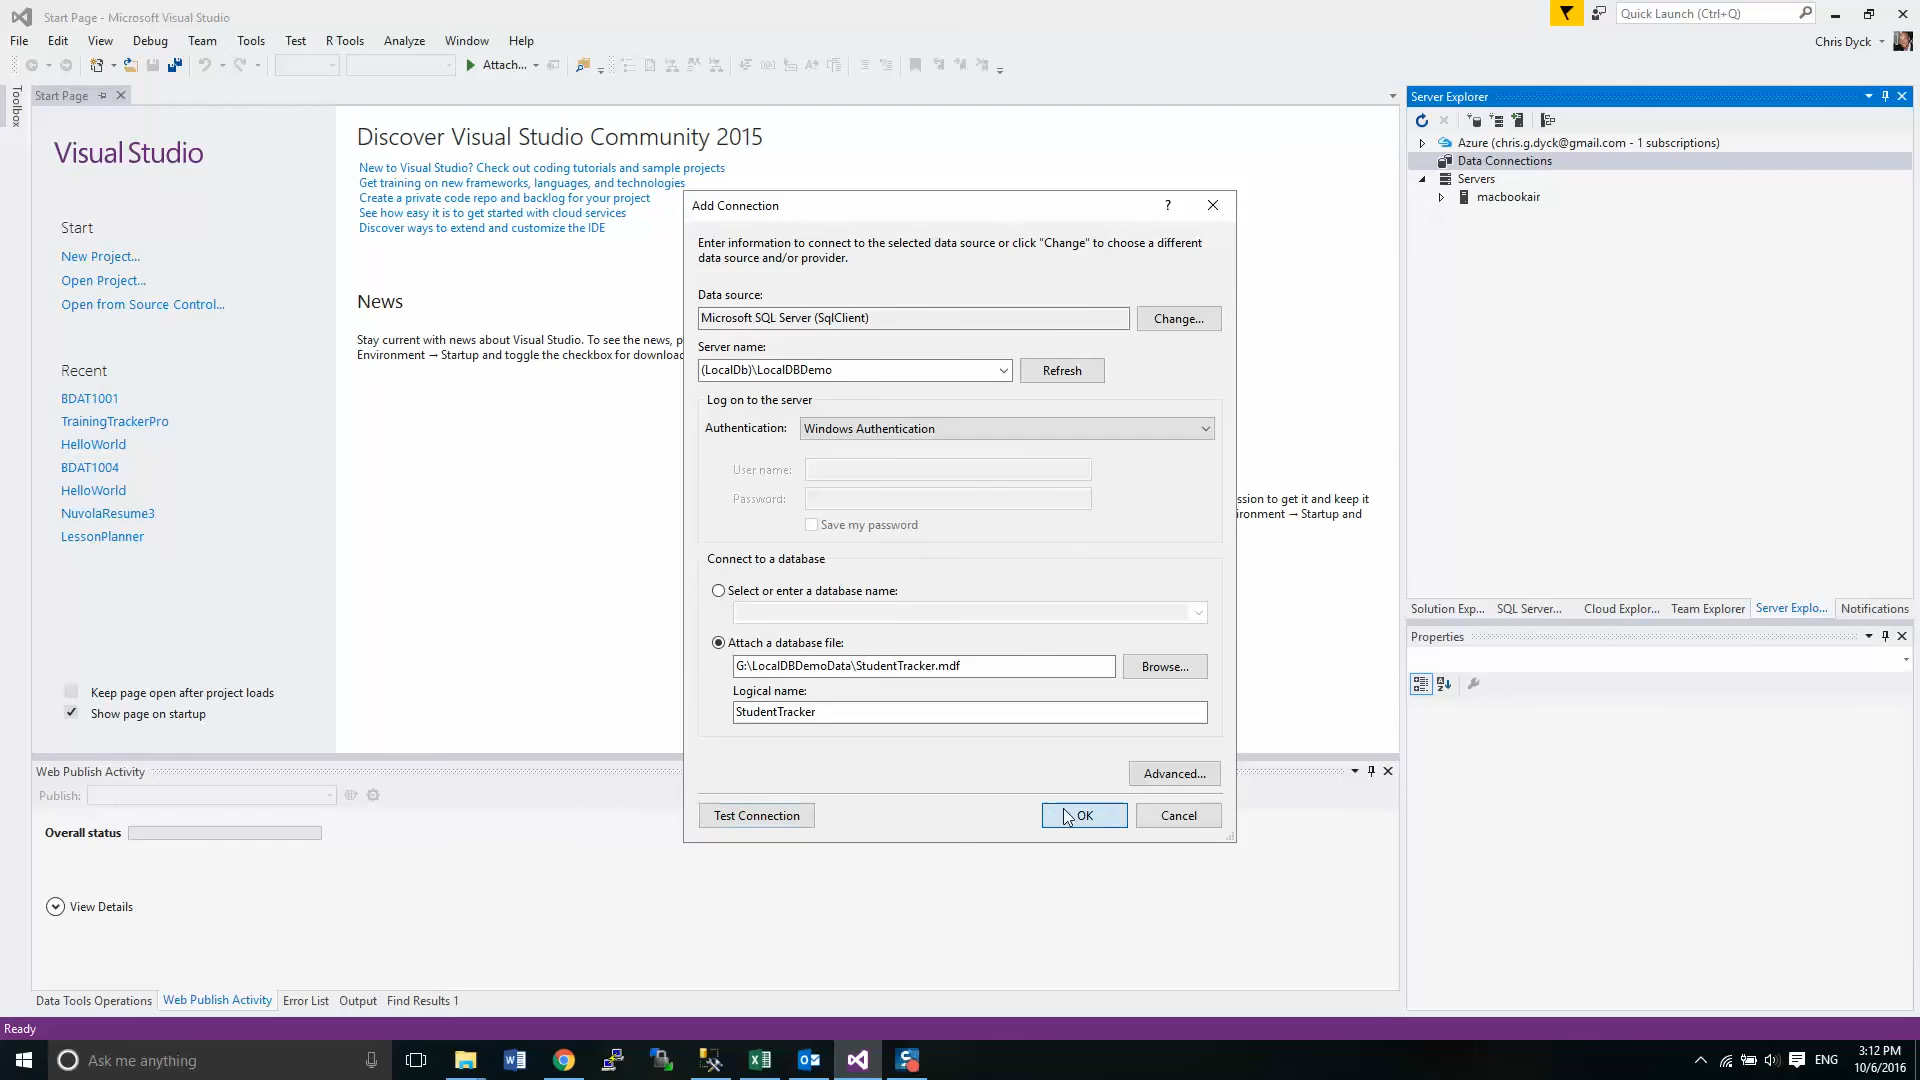 Start Page - Microsoft Visual Studio
Quick Launch (Ctrl+Q)
File Edit View Debug Team Tools Test R Tools Analyze Window Help
Chris Dyck
Attach...
Toolbox
Start Page
Server Explorer
Visual Studio
Discover Visual Studio Community 2015
New to Visual Studio? Check out coding tutorials and sample projects
Get training on new frameworks, languages, and technologies
Create a private code repo and backlog for your project
See how easy it is to get started with cloud services
Discover ways to extend and customize the IDE
Azure (chris.g.dyck@gmail.com - 1 subscriptions)
Data Connections
Servers
macbookair
Start
New Project...
Open Project...
Open from Source Control...
News
Stay current with news about Visual Studio. To see the news, p
Environment → Startup and toggle the checkbox for download
ssion to get it and keep it
ironment → Startup and
Recent
BDAT1001
TrainingTrackerPro
HelloWorld
BDAT1004
HelloWorld
NuvolaResume3
LessonPlanner
Keep page open after project loads
Show page on startup
Add Connection
?
Enter information to connect to the selected data source or click "Change" to choose a different
data source and/or provider.
Data source:
Microsoft SQL Server (SqlClient)
Change...
Server name:
(LocalDb)\LocalDBDemo
Refresh
Log on to the server
Authentication: Windows Authentication
User name:
Password:
Save my password
Connect to a database
Select or enter a database name:
Attach a database file:
G:\LocalDBDemoData\StudentTracker.mdf
Browse...
Logical name:
StudentTracker
Advanced...
Test Connection
OK
Cancel
Solution Exp... SQL Server... Cloud Explor... Team Explorer Server Explo... Notifications
Properties
Web Publish Activity
Publish:
Overall status
View Details
Data Tools Operations Web Publish Activity Error List Output Find Results 1
Ready
Ask me anything
ENG
3:12 PM
10/6/2016